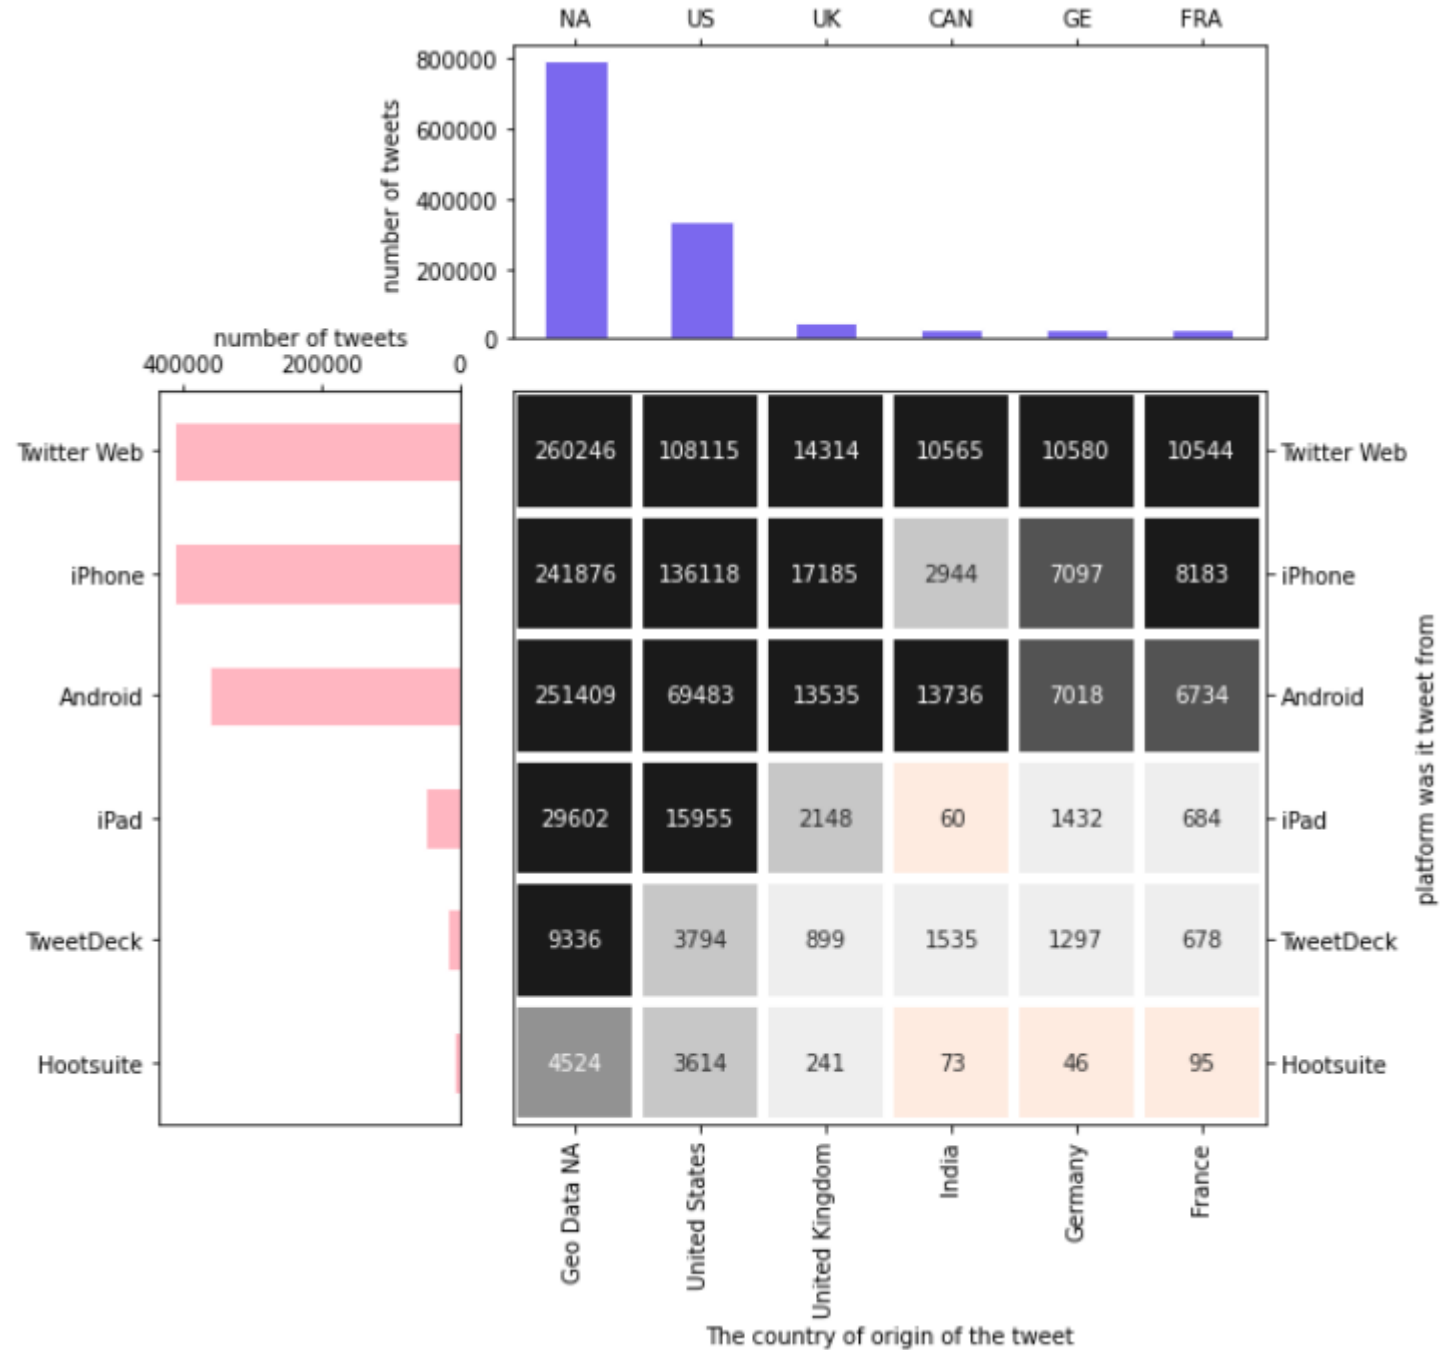 NA US UK CAN GE FRA
800000
600000
400000
200000
0
number of tweets
number of tweets
400000 200000 0
Twitter Web 260246 108115 14314 10565 10580 10544 Twitter Web
iPhone 241876 136118 17185 2944 7097 8183 iPhone
Android 251409 69483 13535 13736 7018 6734 Android
iPad 29602 15955 2148 60 1432 684 iPad
TweetDeck 9336 3794 899 1535 1297 678 TweetDeck
Hootsuite 4524 3614 241 73 46 95 Hootsuite
platform was it tweet from
Geo Data NA
United States
United Kingdom
India
Germany
France
The country of origin of the tweet